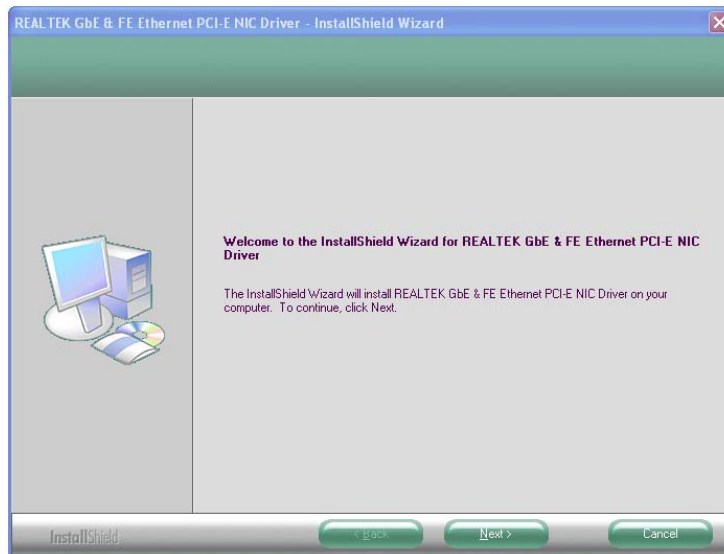 REALTEK GbE & FE Ethernet PCI-E NIC Driver - InstallShield Wizard
Welcome to the InstallShield Wizard for REALTEK GbE & FE Ethernet PCI-E NIC
Driver
The InstallShield Wizard will install REALTEK GbE & FE Ethernet PCI-E NIC Driver on your
computer. To continue, click Next.
InstallShield
< Back
Next >
Cancel